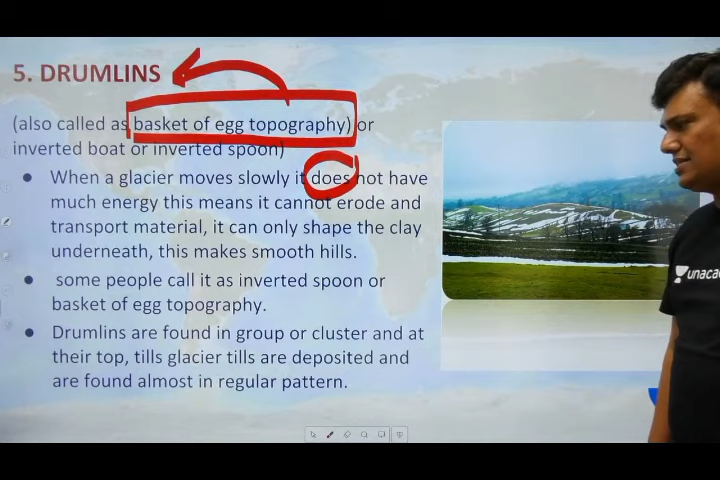 5. DRUMLINS
(also called as basket of egg topography) or
inverted boat or inverted spoon)
When a glacier moves slowly it does not have
much energy this means it cannot erode and
transport material, it can only shape the clay
underneath, this makes smooth hills.
some people call it as inverted spoon or
basket of egg topography.
Drumlins are found in group or cluster and at
their top, tills glacier tills are deposited and
are found almost in regular pattern.
unaca